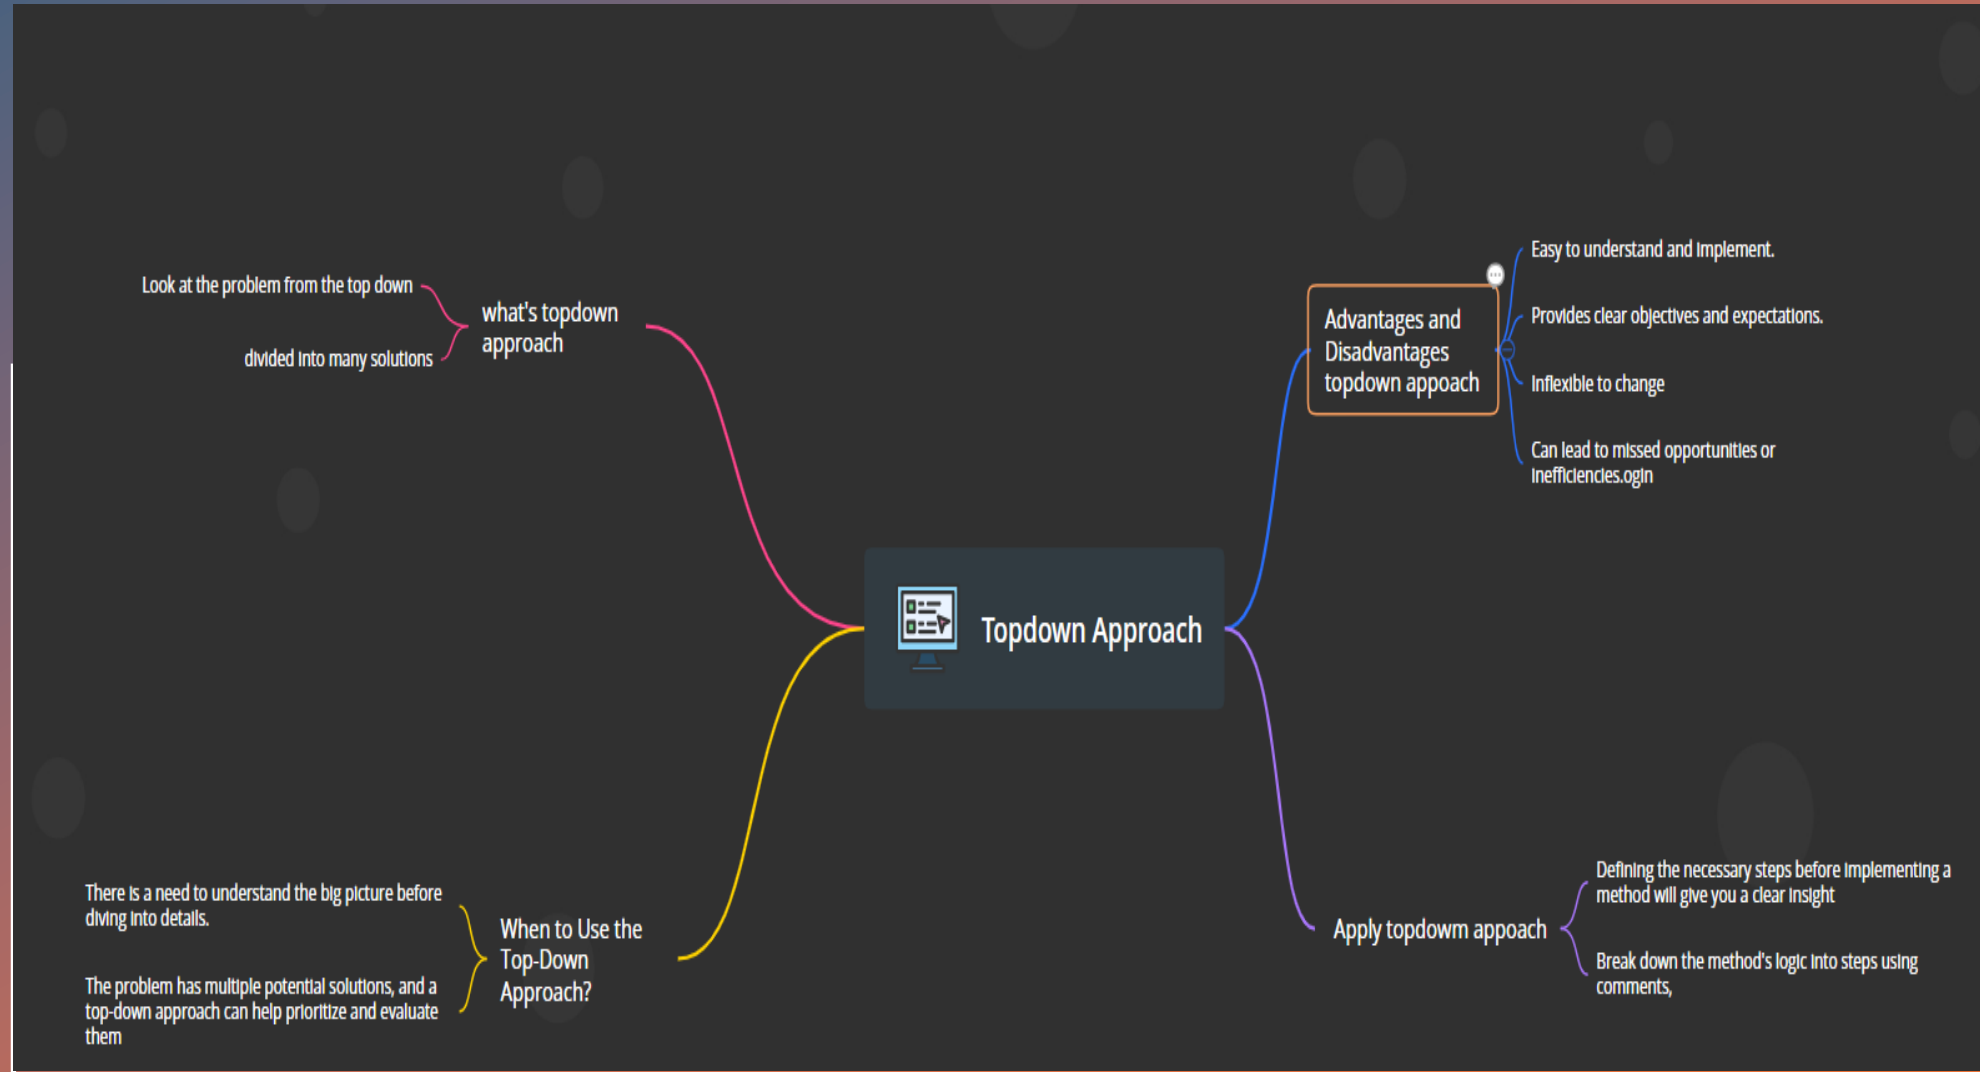 Look at the problem from the top down
divided into many solutions
what's topdown
approach
Topdown Approach
Advantages and
Disadvantages
topdown appoach
Easy to understand and implement.
Provides clear objectives and expectations.
Inflexible to change
Can lead to missed opportunities or
inefficiencies.ogin
There is a need to understand the big picture before
diving into details.
The problem has multiple potential solutions, and a
top-down approach can help prioritize and evaluate
them
When to Use the
Top-Down
Approach?
Apply topdowm appoach
Defining the necessary steps before implementing a
method will give you a clear insight
Break down the method's logic into steps using
comments,